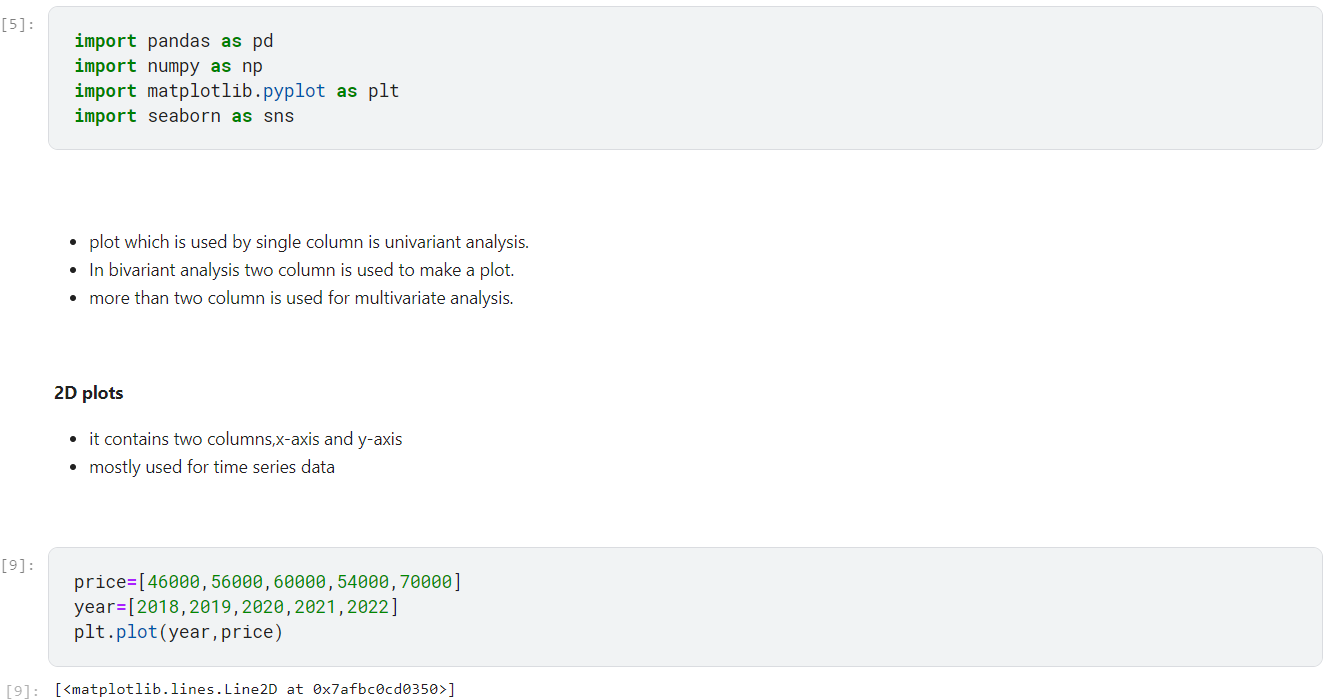 [5]:
import pandas as pd
import numpy as np
import matplotlib.pyplot as plt
import seaborn as sns
plot which is used by single column is univariant analysis.
In bivariant analysis two column is used to make a plot.
more than two column is used for multivariate analysis.
2D plots
it contains two columns,x-axis and y-axis
mostly used for time series data
[9]:
price=[46000,56000,60000,54000,70000]
year=[2018,2019,2020,2021,2022]
plt.plot(year,price)
[9]: [<matplotlib.lines.Line2D at 0x7afbc0cd0350>]